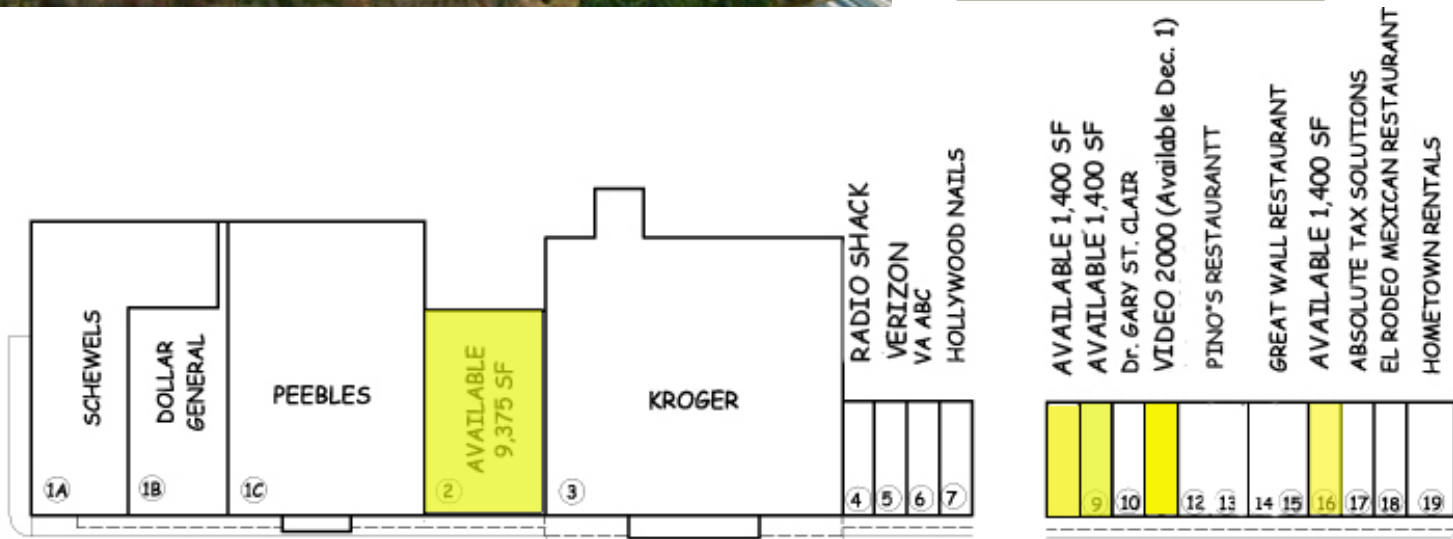 SCHEWELS
DOLLAR
GENERAL
PEEBLES
AVAILABLE
9,375 SF
KROGER
RADIO SHACK
VERIZON
VA ABC
HOLLYWOOD NAILS
AVAILABLE 1,400 SF
AVAILABLE 1,400 SF
Dr. GARY ST. CLAIR
VIDEO 2000 (Available Dec. 1)
PINO"S RESTAURANTT
GREAT WALL RESTAURANT
AVAILABLE 1,400 SF
ABSOLUTE TAX SOLUTIONS
EL RODEO MEXICAN RESTAURANT
HOMETOWN RENTALS
1A
1B
1C
2
3
4
5
6
7
9
10
12
13
14
15
16
17
18
19